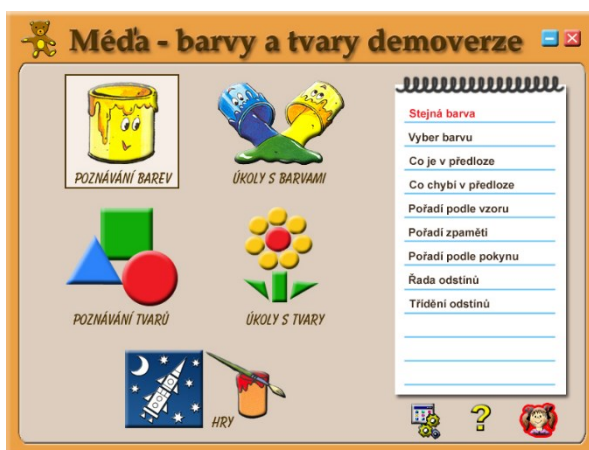 Méďa - barvy a tvary demoverze
POZNÁVÁNÍ BAREV
ÚKOLY S BARVAMI
POZNÁVÁNÍ TVARŮ
ÚKOLY S TVARY
HRY
Stejná barva
Vyber barvu
Co je v předloze
Co chybí v předloze
Pořadí podle vzoru
Pořadí zpaměti
Pořadí podle pokynu
Řada odstínů
Třídění odstínů
?